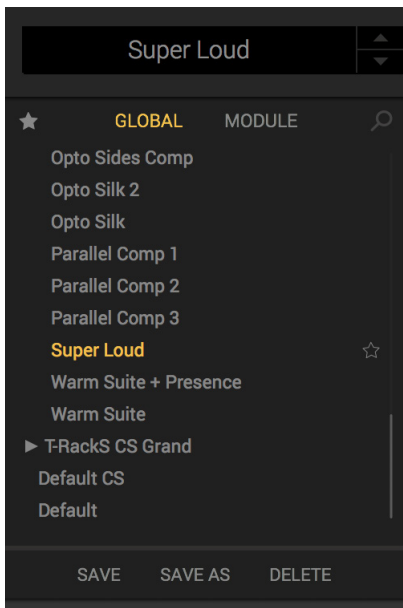 Super Loud
GLOBAL MODULE
Opto Sides Comp
Opto Silk 2
Opto Silk
Parallel Comp 1
Parallel Comp 2
Parallel Comp 3
Super Loud
Warm Suite + Presence
Warm Suite
T-RackS CS Grand
Default CS
Default
SAVE SAVE AS DELETE